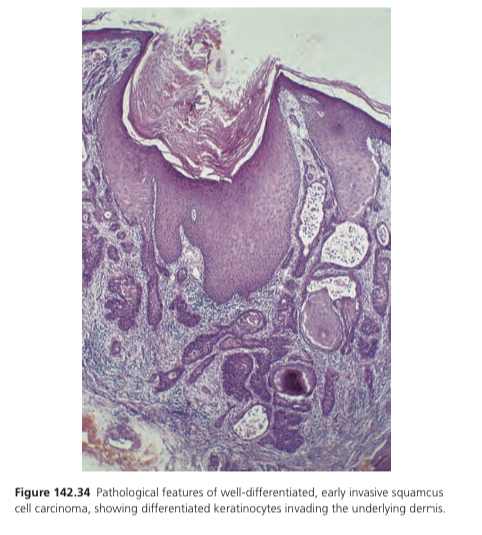 Figure 142.34 Pathological features of well-differentiated, early invasive squamcus
cell carcinoma, showing differentiated keratinocytes invading the underlying dermis.